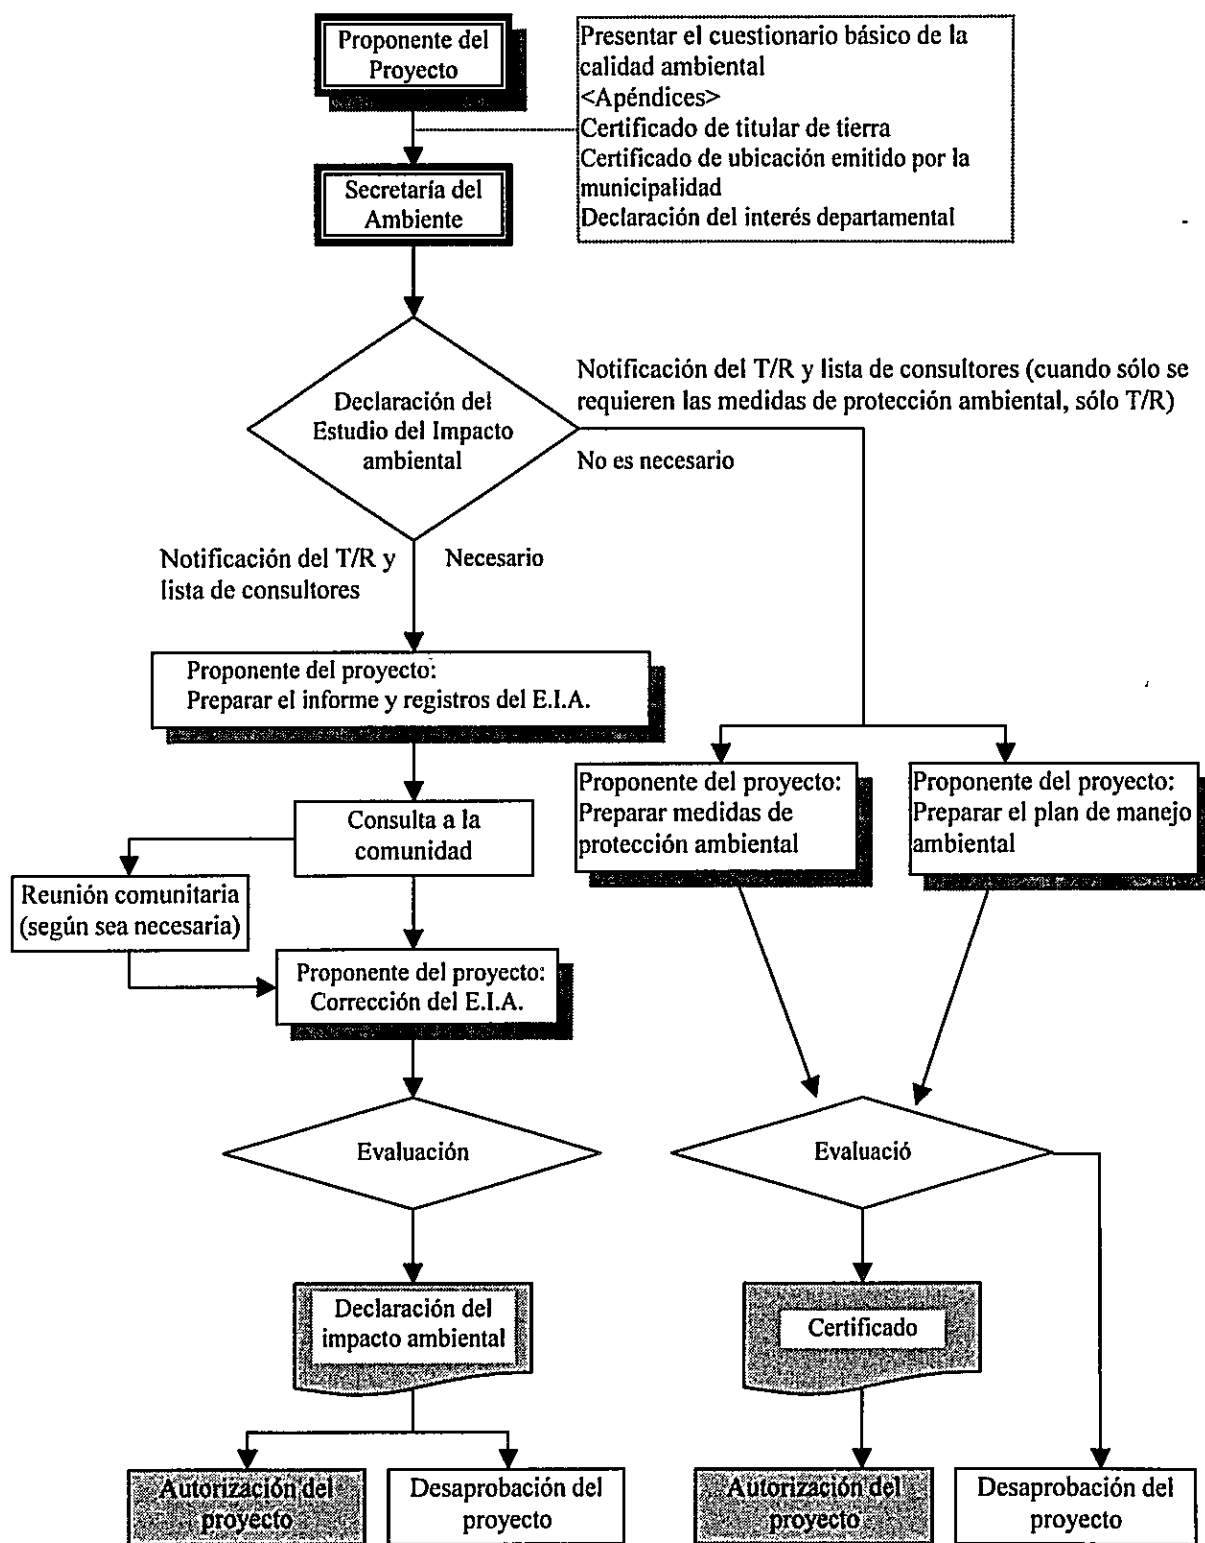 Proponente del
Proyecto
Presentar el cuestionario básico de la
calidad ambiental
<Apéndices>
Certificado de titular de tierra
Certificado de ubicación emitido por la
municipalidad
Declaración del interés departamental
Secretaría del
Ambiente
Declaración del
Estudio del Impacto
ambiental
Notificación del T/R y lista de consultores (cuando sólo se
requieren las medidas de protección ambiental, sólo T/R)
No es necesario
Notificación del T/R y
lista de consultores
Necesario
Proponente del proyecto:
Preparar el informe y registros del E.I.A.
Proponente del proyecto:
Preparar medidas de
protección ambiental
Proponente del proyecto:
Preparar el plan de manejo
ambiental
Consulta a la
comunidad
Reunión comunitaria
(según sea necesaria)
Proponente del proyecto:
Corrección del E.I.A.
Evaluación
Evaluació
Declaración del
impacto ambiental
Certificado
Autorización del
proyecto
Desaprobación del
proyecto
Autorización del
proyecto
Desaprobación del
proyecto